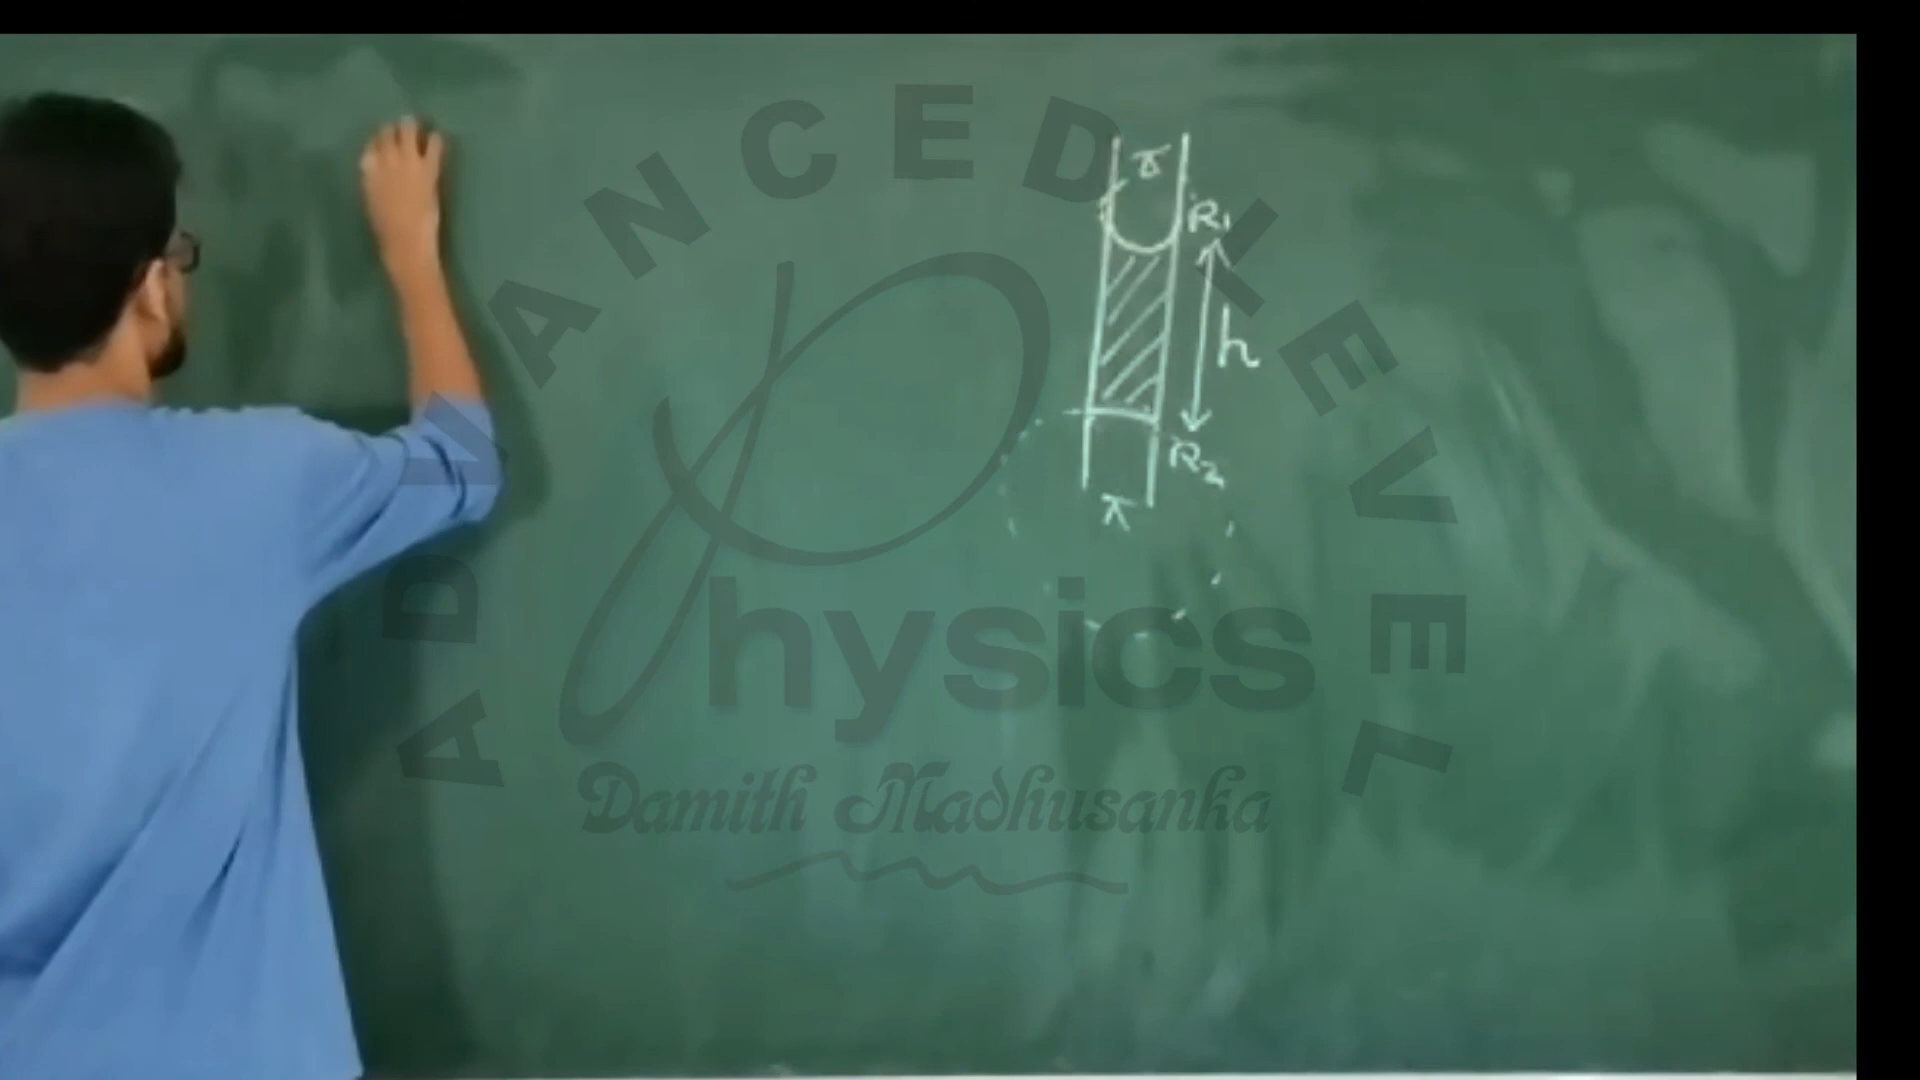 ADVANCED LEVEL
Physics
Damith Madhusanka
π
R₁
h
R₂
π